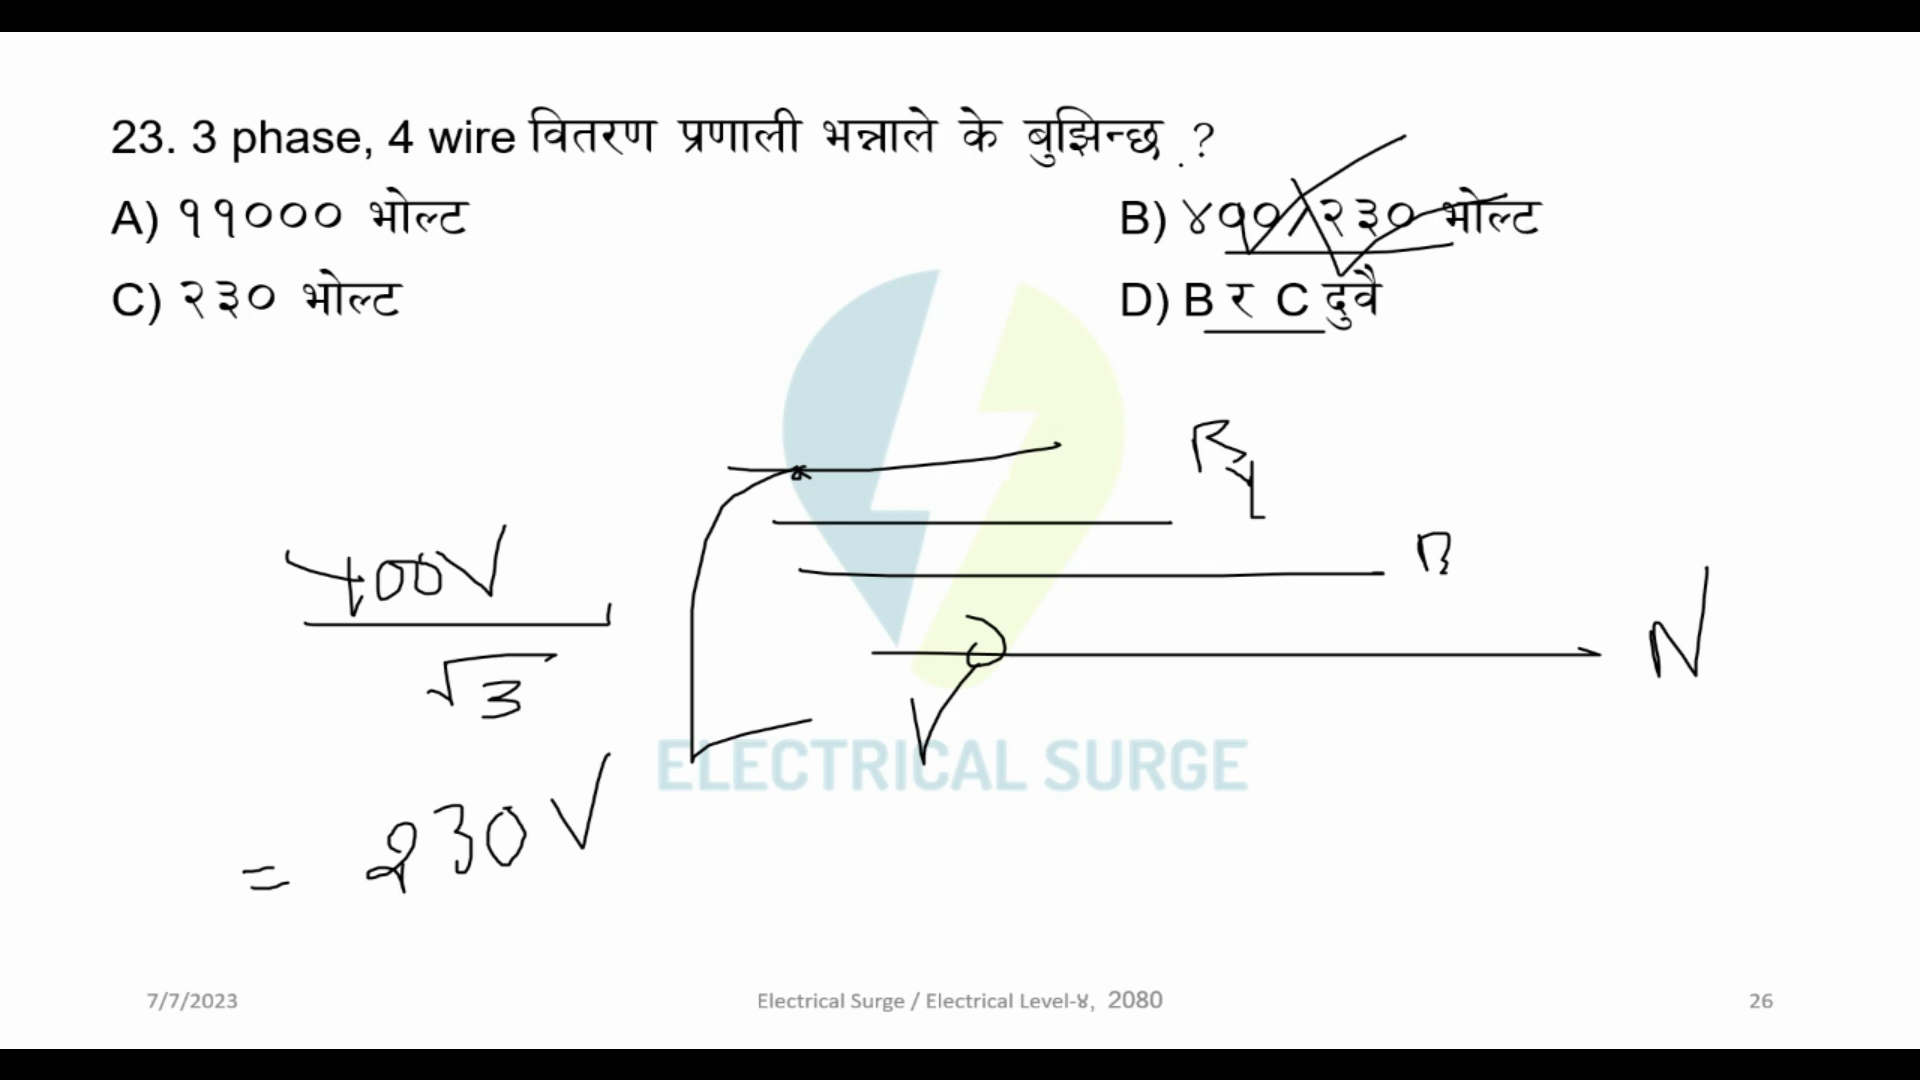 23. 3 phase, 4 wire वितरण प्रणाली भन्नाले के बुझिन्छ ?
A) ११००० भोल्ट
B) ४००/२३० भोल्ट
C) २३० भोल्ट
D) B र C दुवै
R
Y
400V
B
√3
N
ELECTRICAL SURGE
= 230V
7/7/2023
Electrical Surge / Electrical Level-४, 2080
26